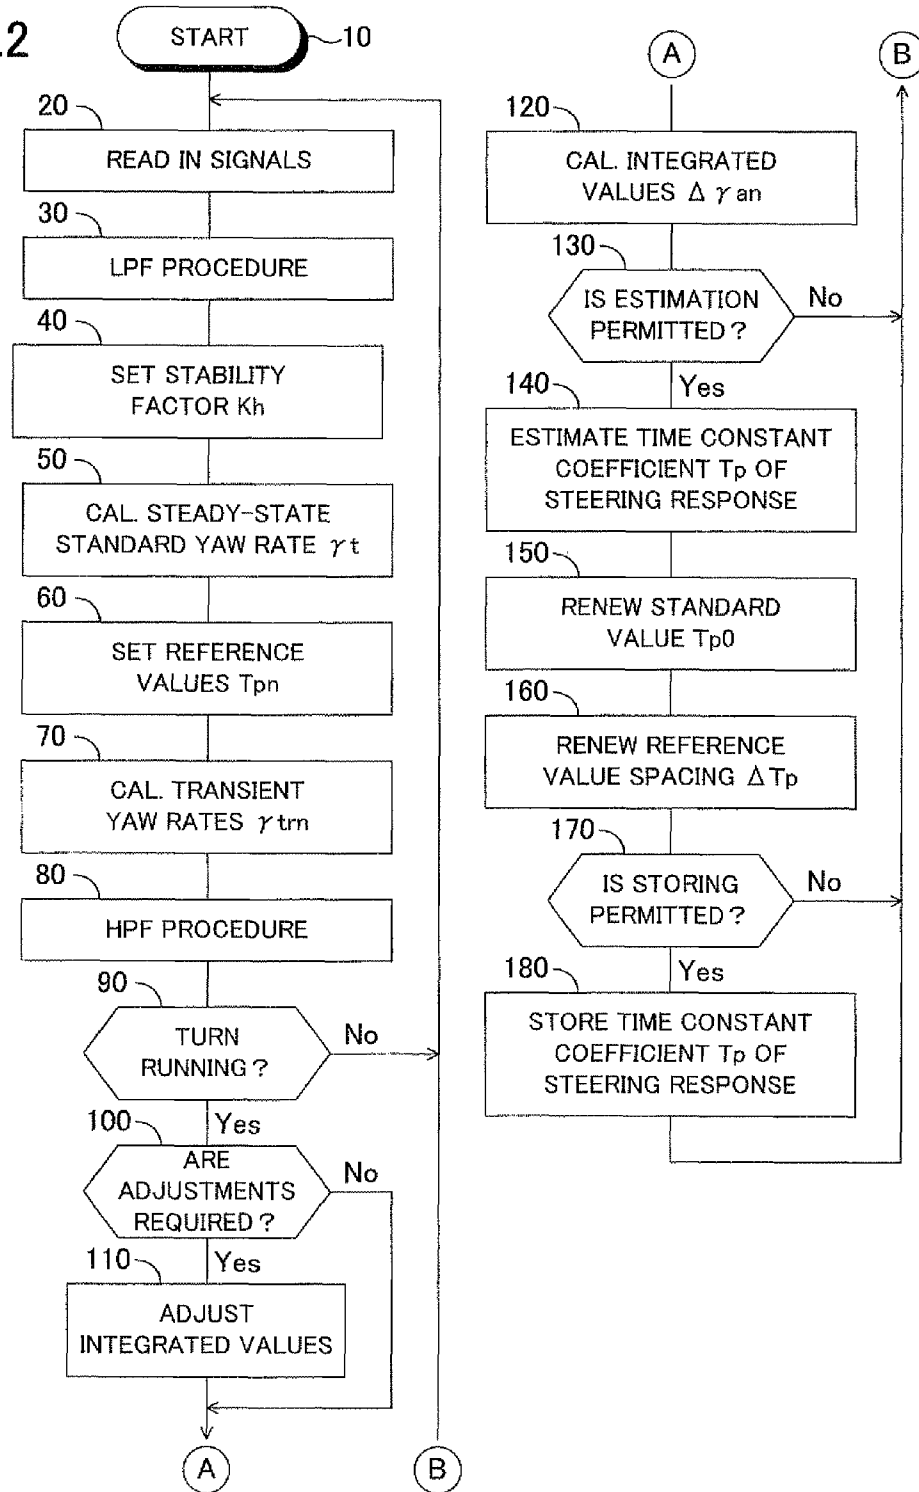 2
START
10
20
READ IN SIGNALS
30
LPF PROCEDURE
40
SET STABILITY
FACTOR Kh
50
CAL. STEADY-STATE
STANDARD YAW RATE γt
60
SET REFERENCE
VALUES Tpn
70
CAL. TRANSIENT
YAW RATES γtrn
80
HPF PROCEDURE
90
TURN
RUNNING?
No
Yes
100
ARE
ADJUSTMENTS
REQUIRED?
No
Yes
110
ADJUST
INTEGRATED VALUES
A
B
A
B
120
CAL. INTEGRATED
VALUES Δγan
130
IS ESTIMATION
PERMITTED?
No
Yes
140
ESTIMATE TIME CONSTANT
COEFFICIENT Tp OF
STEERING RESPONSE
150
RENEW STANDARD
VALUE Tp0
160
RENEW REFERENCE
VALUE SPACING ΔTp
170
IS STORING
PERMITTED?
No
Yes
180
STORE TIME CONSTANT
COEFFICIENT Tp OF
STEERING RESPONSE